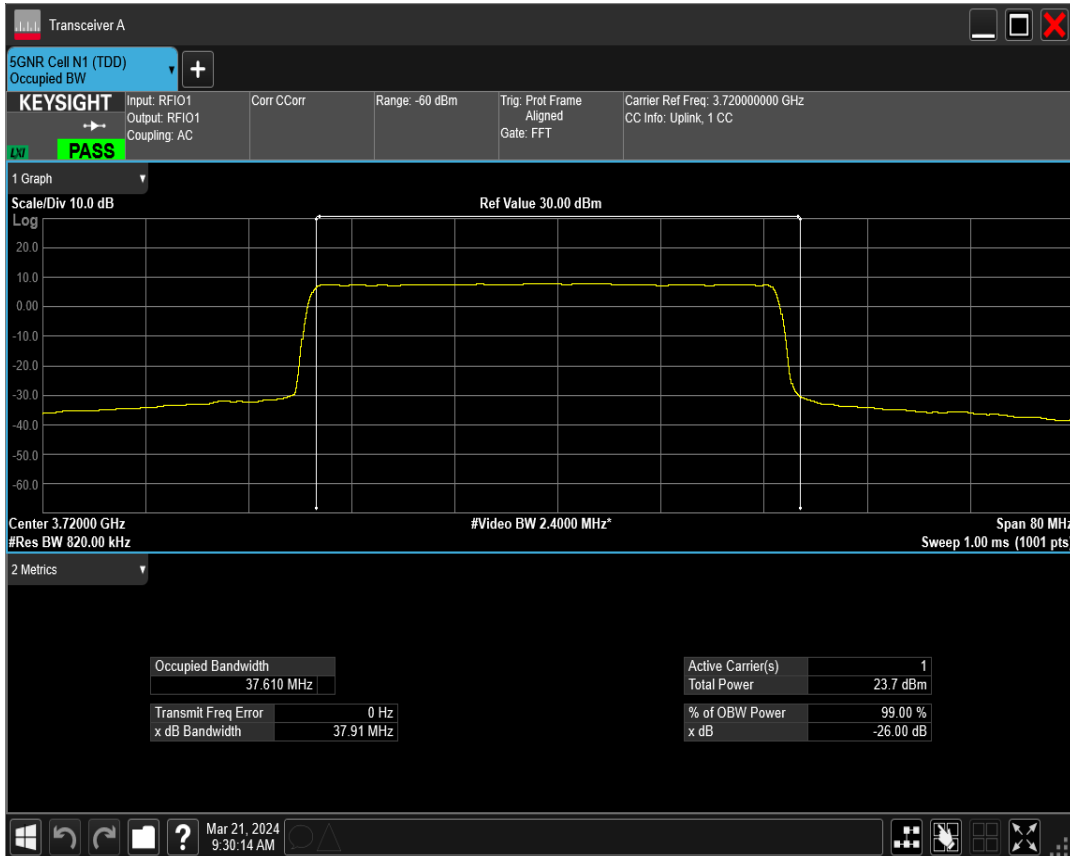 Transceiver A
5GNR Cell N1 (TDD)
Occupied BW
+
KEYSIGHT
LXI
PASS
Input: RFIO1
Output: RFIO1
Coupling: AC
Corr CCorr
Range: -60 dBm
Trig: Prot Frame
Aligned
Gate: FFT
Carrier Ref Freq: 3.720000000 GHz
CC Info: Uplink, 1 CC
1 Graph
Scale/Div 10.0 dB
Ref Value 30.00 dBm
Log
20.0
10.0
0.00
-10.0
-20.0
-30.0
-40.0
-50.0
-60.0
Center 3.72000 GHz
#Video BW 2.4000 MHz*
Span 80 MHz
#Res BW 820.00 kHz
Sweep 1.00 ms (1001 pts)
2 Metrics
Occupied Bandwidth
37.610 MHz
Transmit Freq Error 0 Hz
x dB Bandwidth 37.91 MHz
Active Carrier(s) 1
Total Power 23.7 dBm
% of OBW Power 99.00 %
x dB -26.00 dB
?
Mar 21, 2024
9:30:14 AM